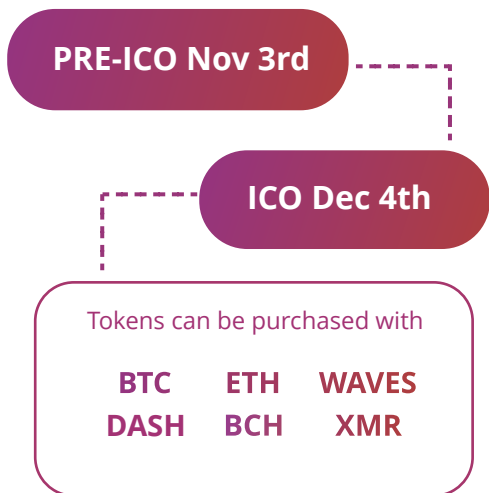 PRE-ICO Nov 3rd
ICO Dec 4th
Tokens can be purchased with
BTC ETH WAVES
DASH BCH XMR